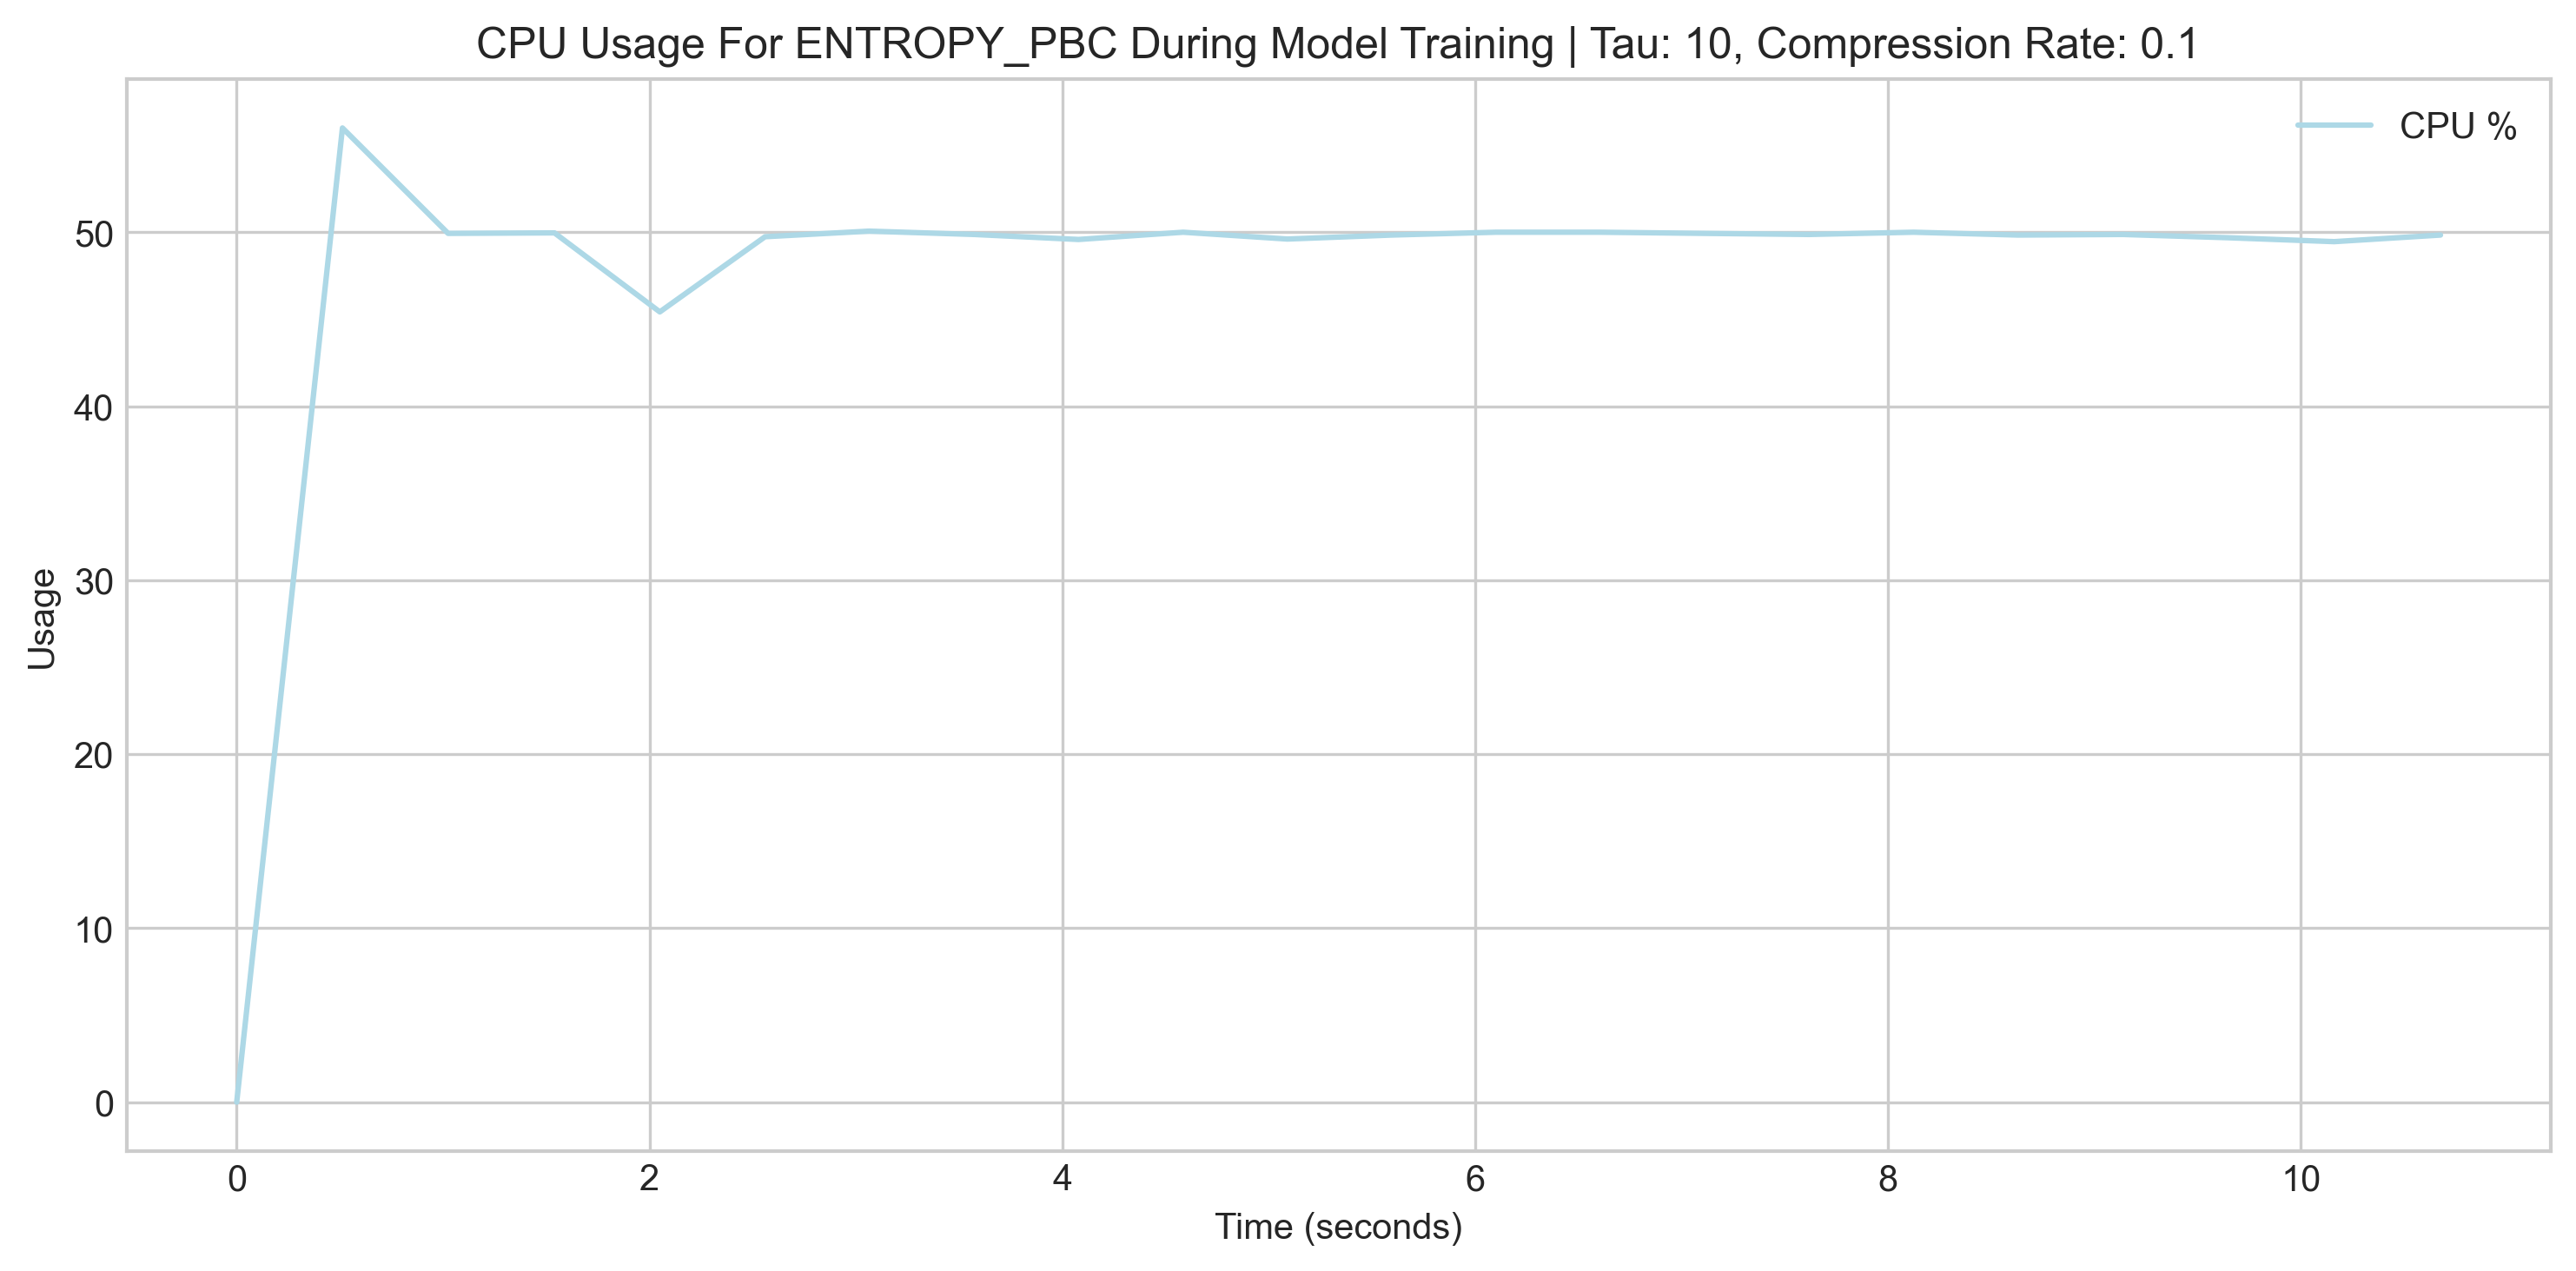 CPU Usage For ENTROPY_PBC During Model Training | Tau: 10, Compression Rate: 0.1
CPU %
50
40
30
20
10
0
Usage
0 2 4 6 8 10
Time (seconds)